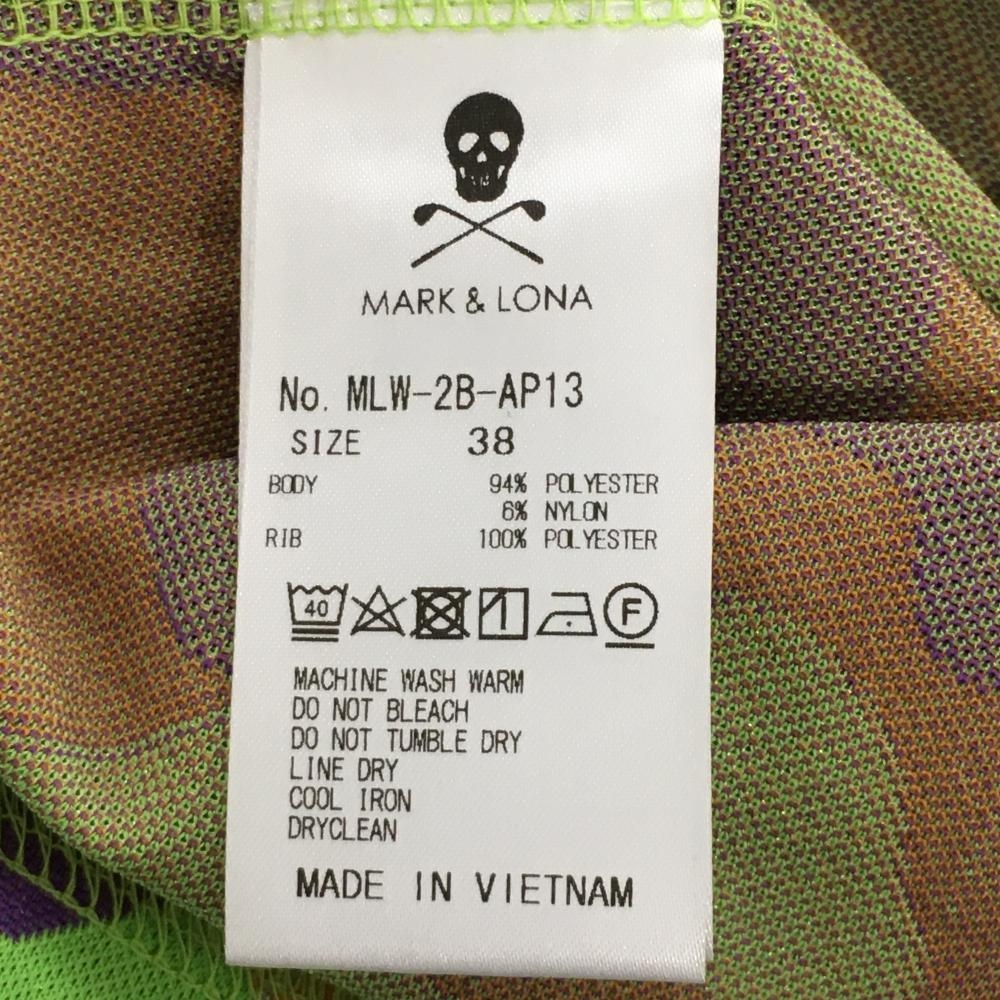 MARK & LONA
No. MLW-2B-AP13
SIZE 38
BODY 94% POLYESTER
6% NYLON
RIB 100% POLYESTER
40 F
MACHINE WASH WARM
DO NOT BLEACH
DO NOT TUMBLE DRY
LINE DRY
COOL IRON
DRYCLEAN
MADE IN VIETNAM